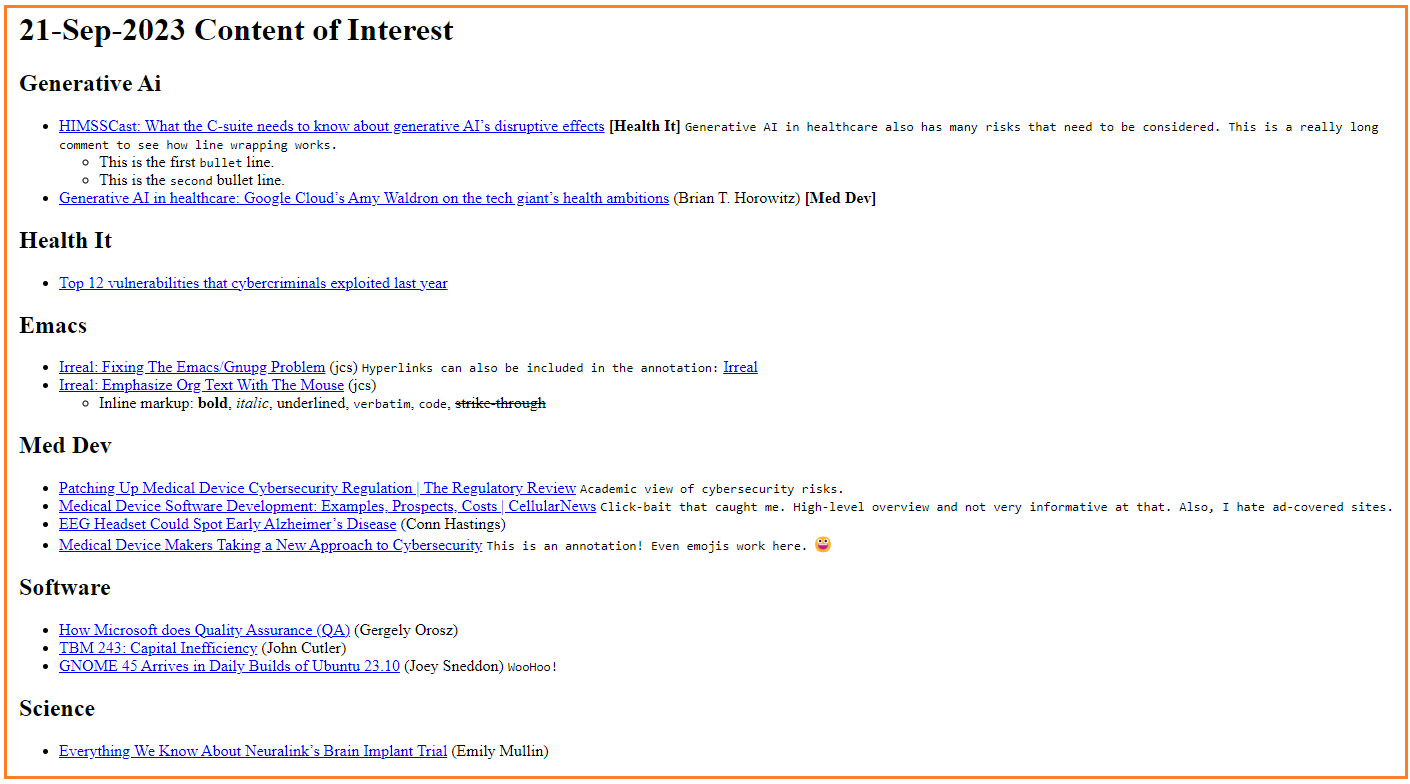 21-Sep-2023 Content of Interest
Generative Ai
HIMSSCast: What the C-suite needs to know about generative AI’s disruptive effects [Health It] Generative AI in healthcare also has many risks that need to be considered. This is a really long
comment to see how line wrapping works.
This is the first bullet line.
This is the second bullet line.
Generative AI in healthcare: Google Cloud’s Amy Waldron on the tech giant’s health ambitions (Brian T. Horowitz) [Med Dev]
Health It
Top 12 vulnerabilities that cybercriminals exploited last year
Emacs
Irreal: Fixing The Emacs/Gnupg Problem (jcs) Hyperlinks can also be included in the annotation: Irreal
Irreal: Emphasize Org Text With The Mouse (jcs)
Inline markup: bold, italic, underlined, verbatim, code, strike-through
Med Dev
Patching Up Medical Device Cybersecurity Regulation | The Regulatory Review Academic view of cybersecurity risks.
Medical Device Software Development: Examples, Prospects, Costs | CellularNews Click-bait that caught me. High-level overview and not very informative at that. Also, I hate ad-covered sites.
EEG Headset Could Spot Early Alzheimer’s Disease (Conn Hastings)
Medical Device Makers Taking a New Approach to Cybersecurity This is an annotation! Even emojis work here. 😀
Software
How Microsoft does Quality Assurance (QA) (Gergely Orosz)
TBM 243: Capital Inefficiency (John Cutler)
GNOME 45 Arrives in Daily Builds of Ubuntu 23.10 (Joey Sneddon) WooHoo!
Science
Everything We Know About Neuralink’s Brain Implant Trial (Emily Mullin)